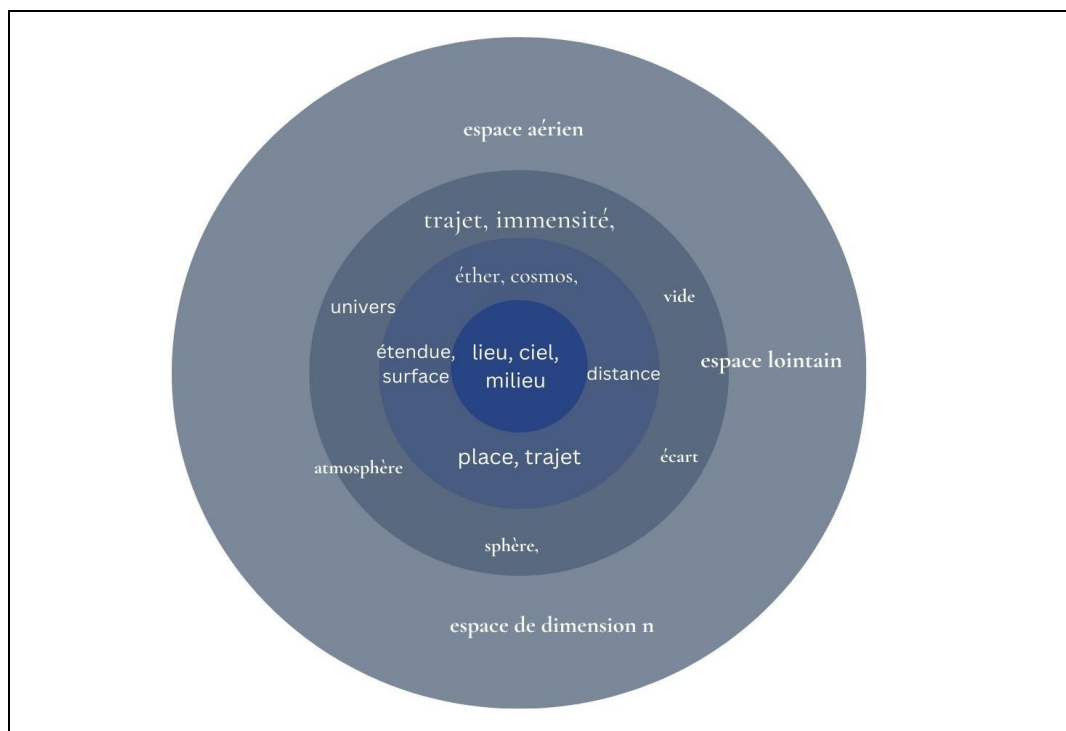 espace aérien
trajet, immensité,
éther, cosmos,
vide
univers
étendue,
surface
lieu, ciel,
milieu
distance
espace lointain
place, trajet
écart
atmosphère
sphère,
espace de dimension n